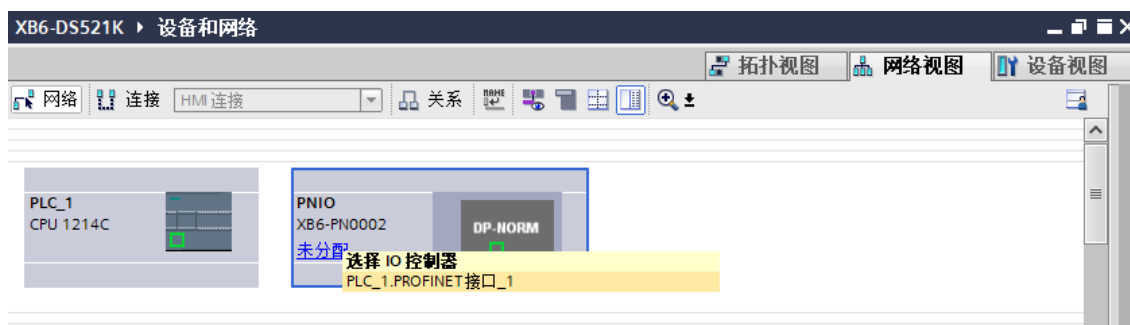 XB6-DS521K ▸ 设备和网络
拓扑视图 网络视图 设备视图
网络 连接 HMI 连接 关系
PLC_1
CPU 1214C
PNIO
XB6-PN0002
未分配
DP-NORM
选择 IO 控制器
PLC_1.PROFINET接口_1